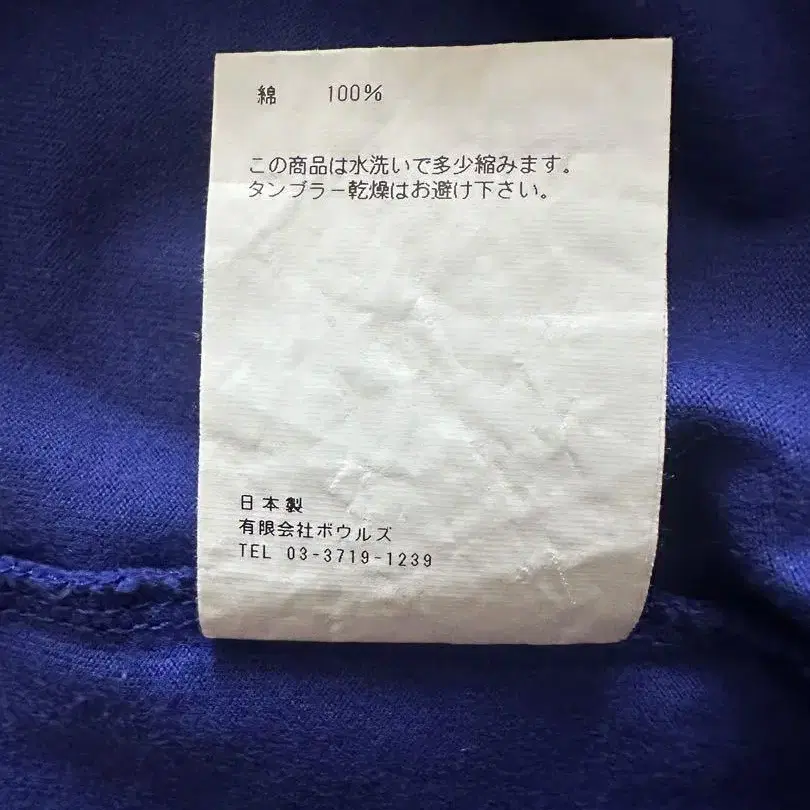 綿 100%
この商品は水洗いで多少縮みます。
タンブラー乾燥はお避け下さい。
日本製
有限会社ボウルズ
TEL 03-3719-1239